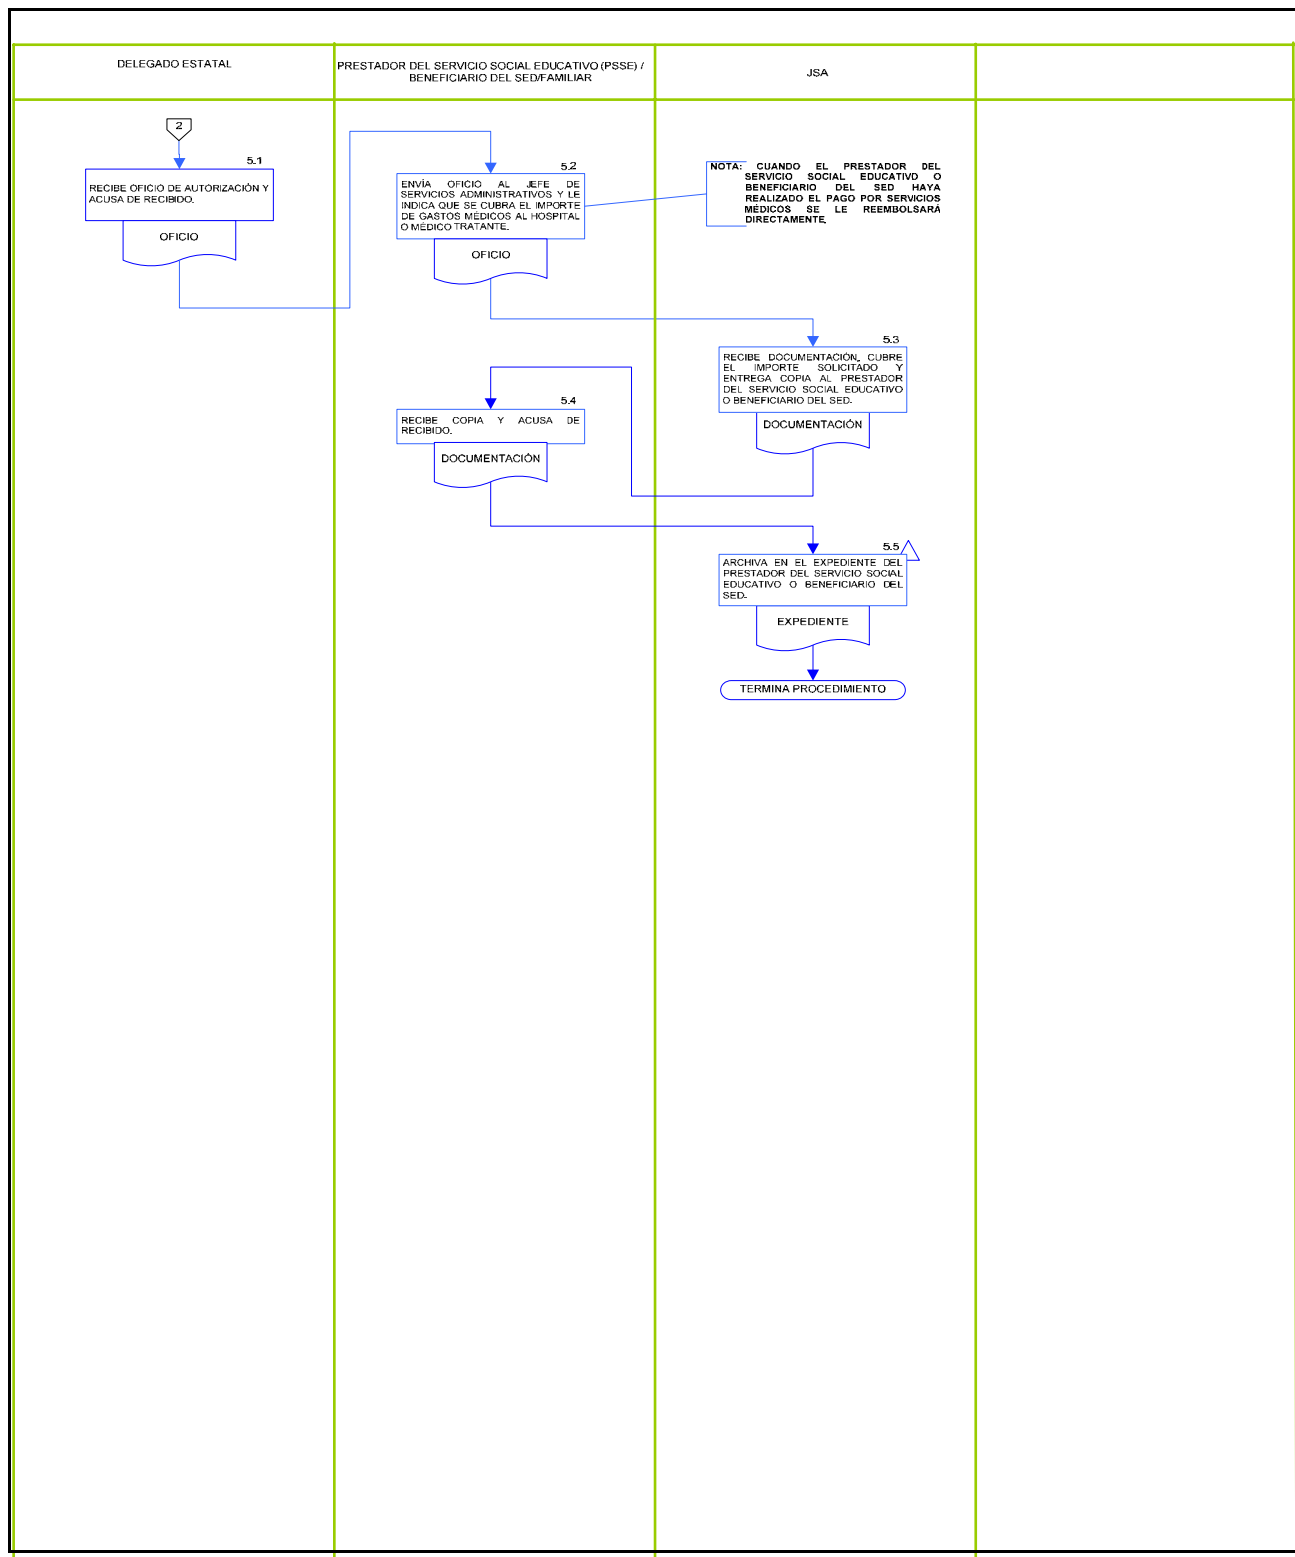 DELEGADO ESTATAL
PRESTADOR DEL SERVICIO SOCIAL EDUCATIVO (PSSE) /
BENEFICIARIO DEL SED/FAMILIAR
JSA
2
5.1
RECIBE OFICIO DE AUTORIZACIÓN Y
ACUSA DE RECIBIDO.
OFICIO
5.2
ENVÍA OFICIO AL JEFE DE
SERVICIOS ADMINISTRATIVOS Y LE
INDICA QUE SE CUBRA EL IMPORTE
DE GASTOS MÉDICOS AL HOSPITAL
O MÉDICO TRATANTE.
OFICIO
NOTA: CUANDO EL PRESTADOR DEL
SERVICIO SOCIAL EDUCATIVO O
BENEFICIARIO DEL SED HAYA
REALIZADO EL PAGO POR SERVICIOS
MÉDICOS SE LE REEMBOLSARÁ
DIRECTAMENTE.
5.3
RECIBE DOCUMENTACIÓN, CUBRE
EL IMPORTE SOLICITADO Y
ENTREGA COPIA AL PRESTADOR
DEL SERVICIO SOCIAL EDUCATIVO
O BENEFICIARIO DEL SED.
DOCUMENTACIÓN
5.4
RECIBE COPIA Y ACUSA DE
RECIBIDO.
DOCUMENTACIÓN
5.5
ARCHIVA EN EL EXPEDIENTE DEL
PRESTADOR DEL SERVICIO SOCIAL
EDUCATIVO O BENEFICIARIO DEL
SED.
EXPEDIENTE
TERMINA PROCEDIMIENTO